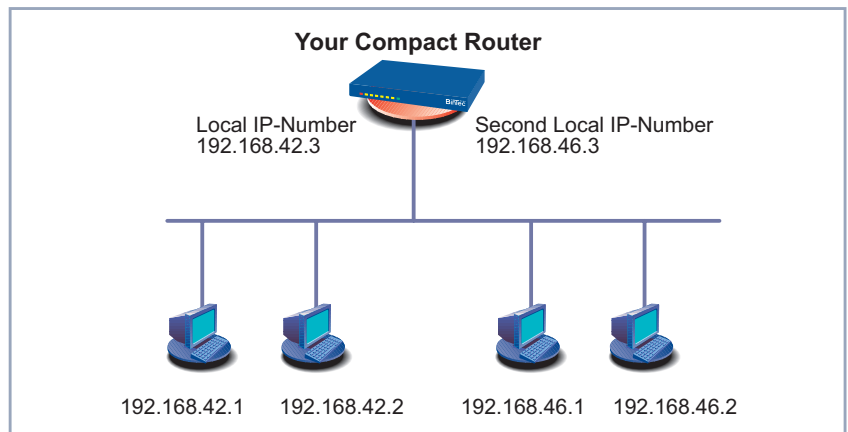 Your Compact Router
BinTec
Local IP-Number
192.168.42.3
Second Local IP-Number
192.168.46.3
192.168.42.1
192.168.42.2
192.168.46.1
192.168.46.2